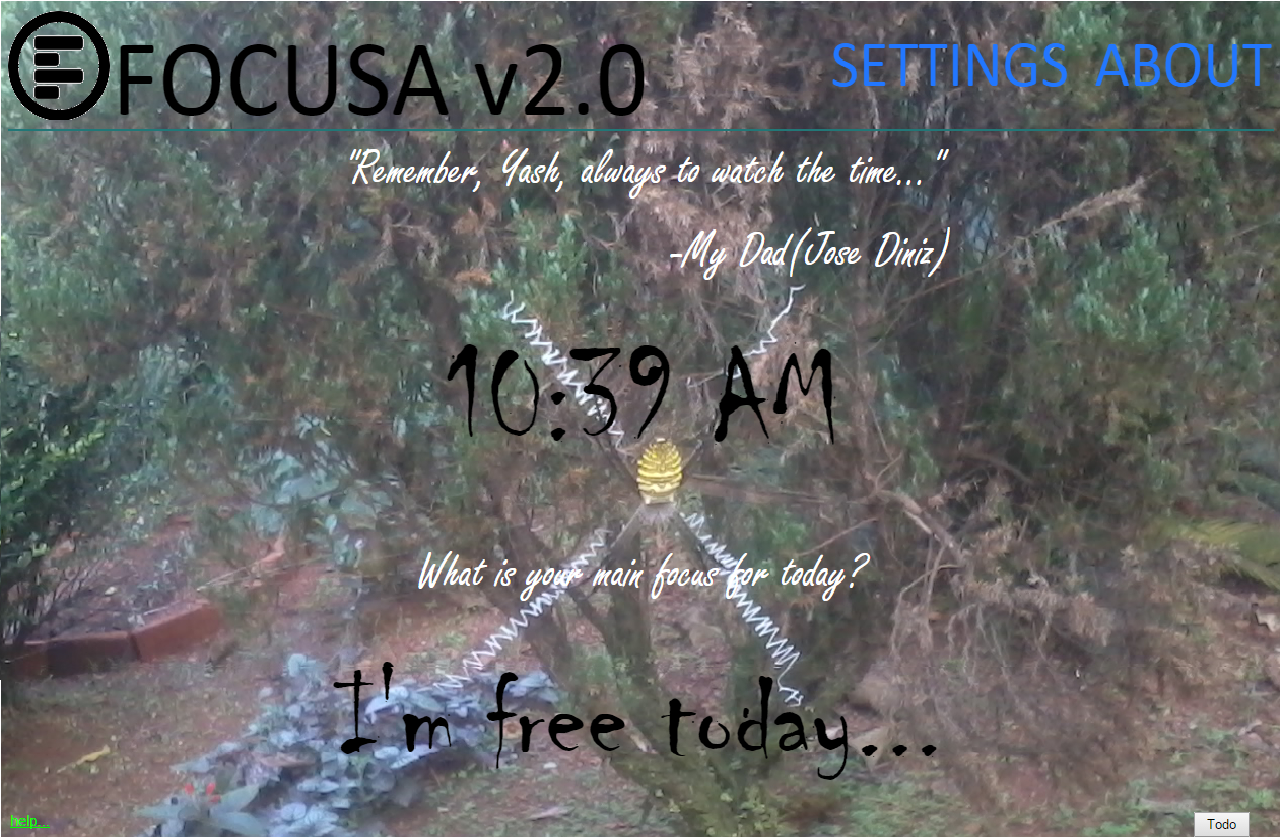 FOCUSA v2.0
SETTINGS ABOUT
"Remember, Yash, always to watch the time..."
-My Dad(Jose Diniz)
10:39 AM
What is your main focus for today?
I'm free today...
help...
Todo